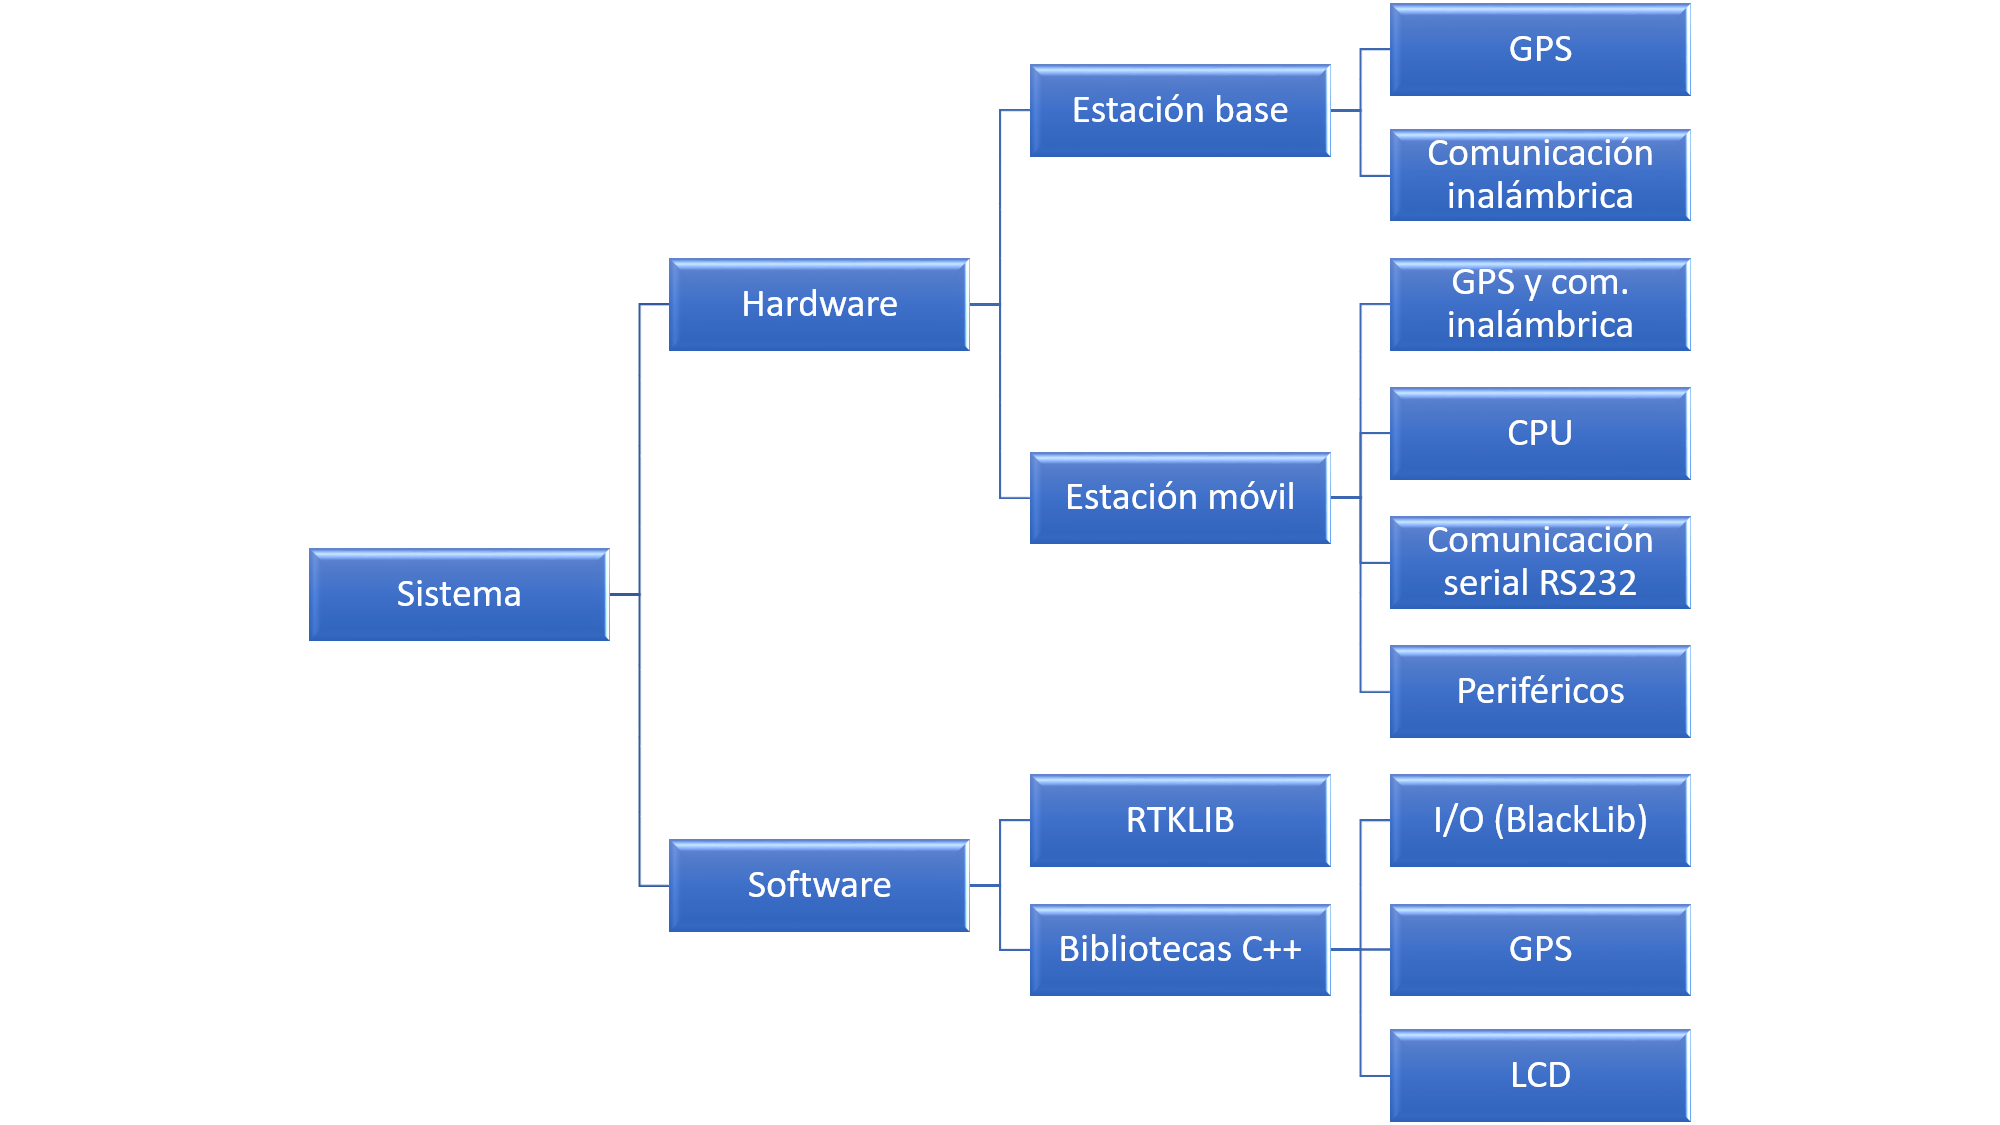 Sistema
Hardware
Estación base
GPS
Comunicación
inalámbrica
Estación móvil
GPS y com.
inalámbrica
CPU
Comunicación
serial RS232
Periféricos
Software
RTKLIB
Bibliotecas C++
I/O (BlackLib)
GPS
LCD